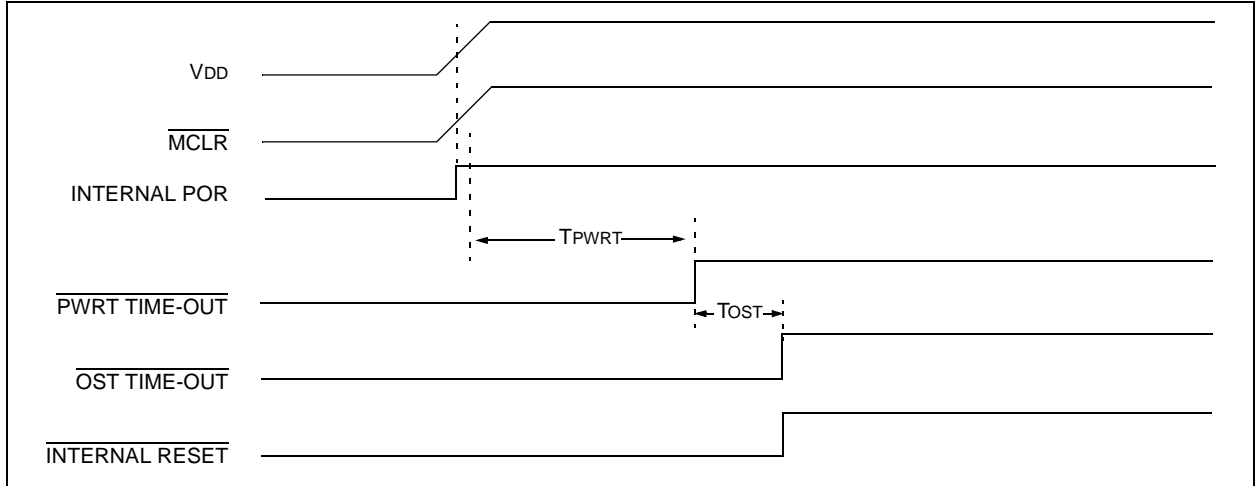 VDD
MCLR
INTERNAL POR
TPWRT
PWRT TIME-OUT
TOST
OST TIME-OUT
INTERNAL RESET